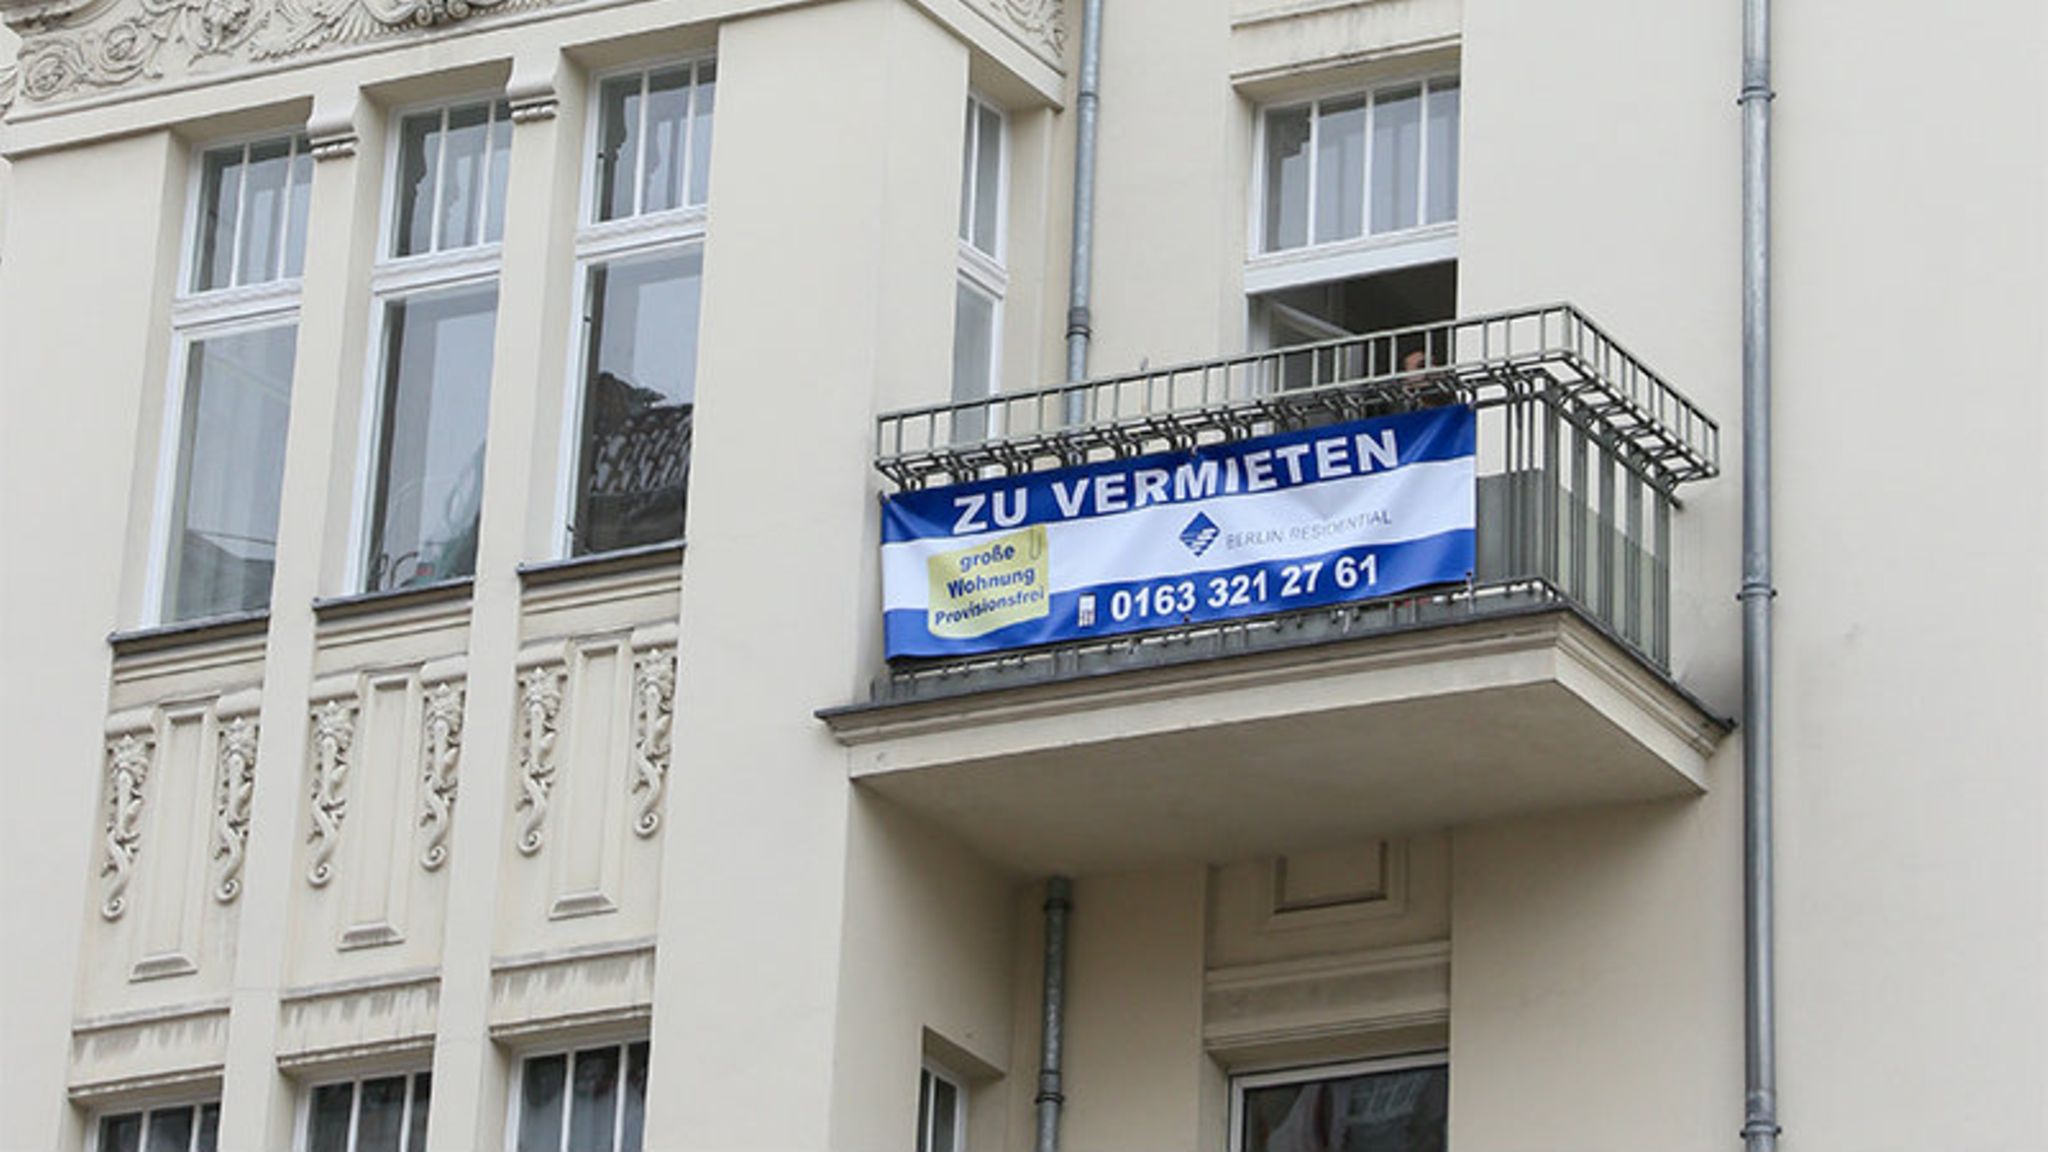 ZU VERMIETEN
BERLIN RESIDENTIAL
große
Wohnung
Provisionsfrei
0163 321 27 61